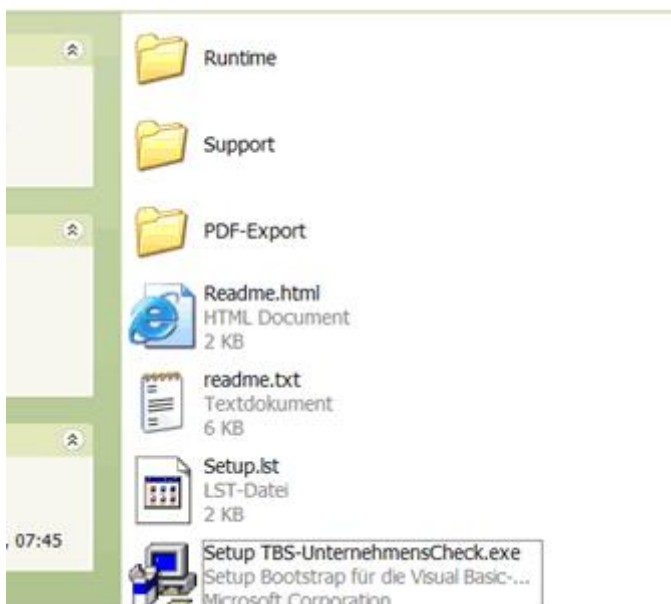 Runtime
Support
PDF-Export
Readme.html
HTML Document
2 KB
readme.txt
Textdokument
6 KB
Setup.lst
LST-Datei
2 KB
, 07:45
Setup TBS-UnternehmensCheck.exe
Setup Bootstrap für die Visual Basic-...
Microsoft Corporation